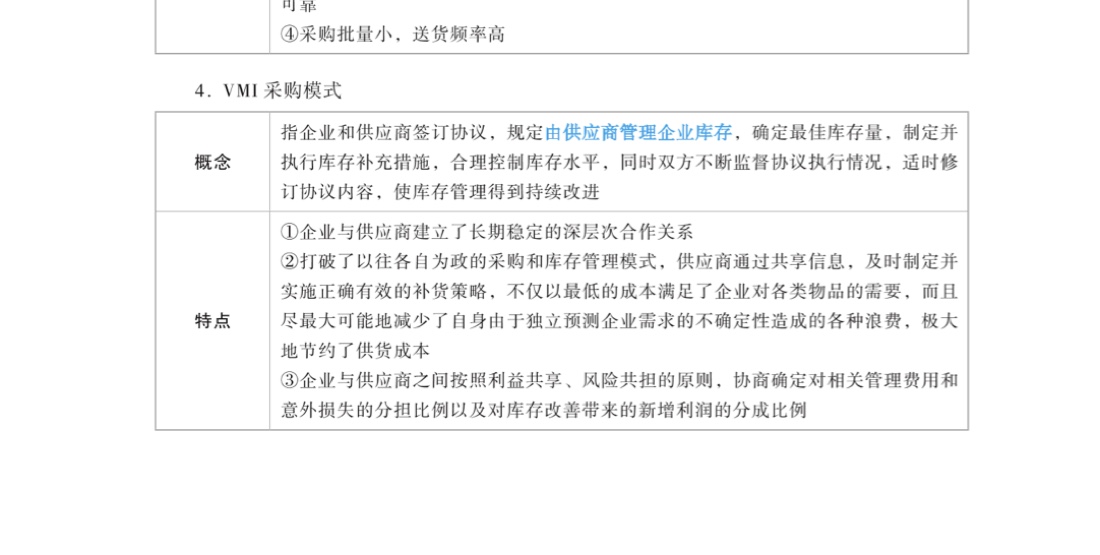 可靠
④采购批量小，送货频率高
4．VMI 采购模式
概念
指企业和供应商签订协议，规定由供应商管理企业库存，确定最佳库存量，制定并
执行库存补充措施，合理控制库存水平，同时双方不断监督协议执行情况，适时修
订协议内容，使库存管理得到持续改进
特点
①企业与供应商建立了长期稳定的深层次合作关系
②打破了以往各自为政的采购和库存管理模式，供应商通过共享信息，及时制定并
实施正确有效的补货策略，不仅以最低的成本满足了企业对各类物品的需要，而且
尽最大可能地减少了自身由于独立预测企业需求的不确定性造成的各种浪费，极大
地节约了供货成本
③企业与供应商之间按照利益共享、风险共担的原则，协商确定对相关管理费用和
意外损失的分担比例以及对库存改善带来的新增利润的分成比例